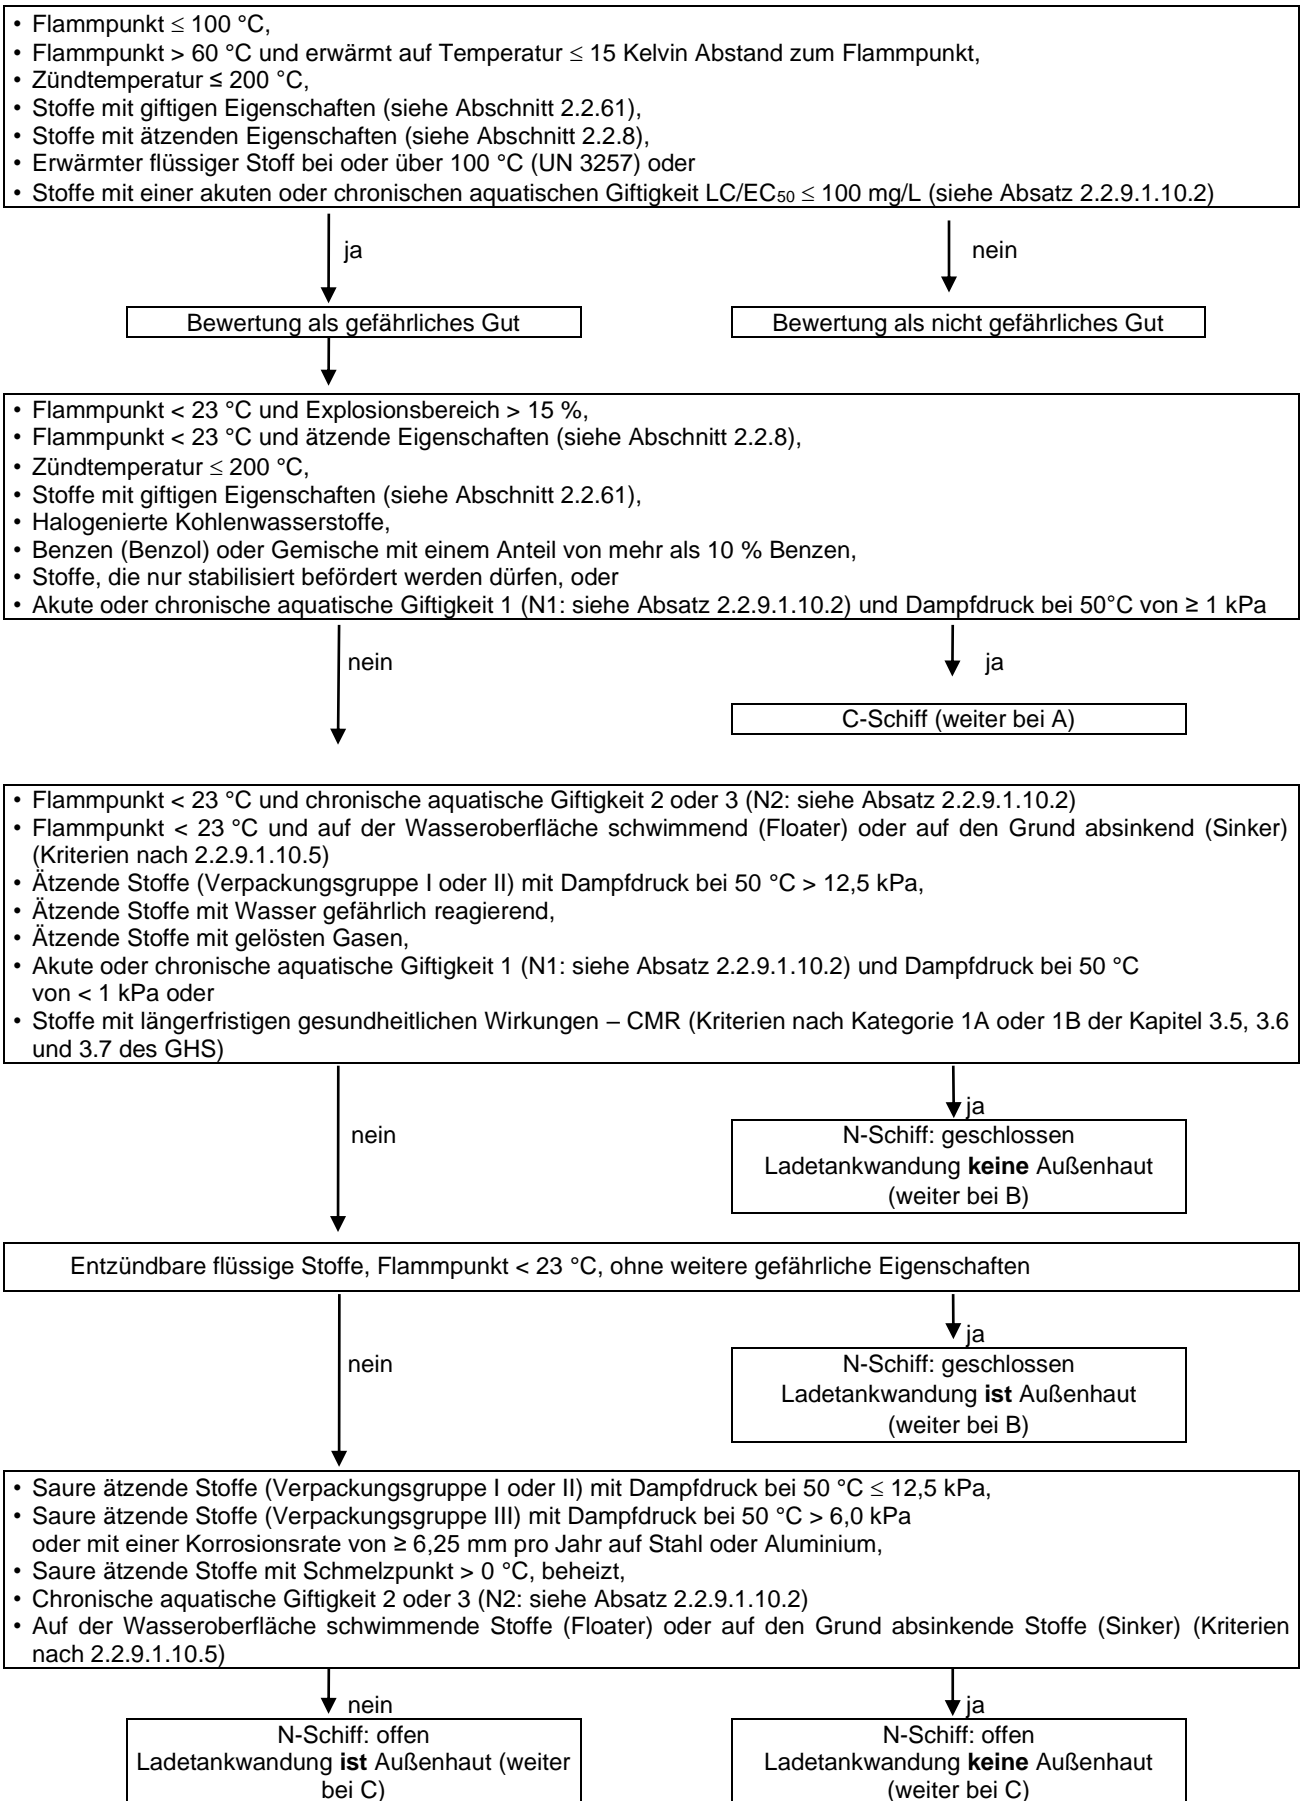 • Flammpunkt ≤ 100 °C,
• Flammpunkt > 60 °C und erwärmt auf Temperatur ≤ 15 Kelvin Abstand zum Flammpunkt,
• Zündtemperatur ≤ 200 °C,
• Stoffe mit giftigen Eigenschaften (siehe Abschnitt 2.2.61),
• Stoffe mit ätzenden Eigenschaften (siehe Abschnitt 2.2.8),
• Erwärmter flüssiger Stoff bei oder über 100 °C (UN 3257) oder
• Stoffe mit einer akuten oder chronischen aquatischen Giftigkeit LC/EC₅₀ ≤ 100 mg/L (siehe Absatz 2.2.9.1.10.2)
ja
nein
Bewertung als gefährliches Gut
Bewertung als nicht gefährliches Gut
• Flammpunkt < 23 °C und Explosionsbereich > 15 %,
• Flammpunkt < 23 °C und ätzende Eigenschaften (siehe Abschnitt 2.2.8),
• Zündtemperatur ≤ 200 °C,
• Stoffe mit giftigen Eigenschaften (siehe Abschnitt 2.2.61),
• Halogenierte Kohlenwasserstoffe,
• Benzen (Benzol) oder Gemische mit einem Anteil von mehr als 10 % Benzen,
• Stoffe, die nur stabilisiert befördert werden dürfen, oder
• Akute oder chronische aquatische Giftigkeit 1 (N1: siehe Absatz 2.2.9.1.10.2) und Dampfdruck bei 50°C von ≥ 1 kPa
nein
ja
C-Schiff (weiter bei A)
• Flammpunkt < 23 °C und chronische aquatische Giftigkeit 2 oder 3 (N2: siehe Absatz 2.2.9.1.10.2)
• Flammpunkt < 23 °C und auf der Wasseroberfläche schwimmend (Floater) oder auf den Grund absinkend (Sinker)
(Kriterien nach 2.2.9.1.10.5)
• Ätzende Stoffe (Verpackungsgruppe I oder II) mit Dampfdruck bei 50 °C > 12,5 kPa,
• Ätzende Stoffe mit Wasser gefährlich reagierend,
• Ätzende Stoffe mit gelösten Gasen,
• Akute oder chronische aquatische Giftigkeit 1 (N1: siehe Absatz 2.2.9.1.10.2) und Dampfdruck bei 50 °C
von < 1 kPa oder
• Stoffe mit längerfristigen gesundheitlichen Wirkungen – CMR (Kriterien nach Kategorie 1A oder 1B der Kapitel 3.5, 3.6
und 3.7 des GHS)
nein
ja
N-Schiff: geschlossen
Ladetankwandung keine Außenhaut
(weiter bei B)
Entzündbare flüssige Stoffe, Flammpunkt < 23 °C, ohne weitere gefährliche Eigenschaften
nein
ja
N-Schiff: geschlossen
Ladetankwandung ist Außenhaut
(weiter bei B)
• Saure ätzende Stoffe (Verpackungsgruppe I oder II) mit Dampfdruck bei 50 °C ≤ 12,5 kPa,
• Saure ätzende Stoffe (Verpackungsgruppe III) mit Dampfdruck bei 50 °C > 6,0 kPa
oder mit einer Korrosionsrate von ≥ 6,25 mm pro Jahr auf Stahl oder Aluminium,
• Saure ätzende Stoffe mit Schmelzpunkt > 0 °C, beheizt,
• Chronische aquatische Giftigkeit 2 oder 3 (N2: siehe Absatz 2.2.9.1.10.2)
• Auf der Wasseroberfläche schwimmende Stoffe (Floater) oder auf den Grund absinkende Stoffe (Sinker) (Kriterien
nach 2.2.9.1.10.5)
nein
ja
N-Schiff: offen
Ladetankwandung ist Außenhaut (weiter
bei C)
N-Schiff: offen
Ladetankwandung keine Außenhaut
(weiter bei C)